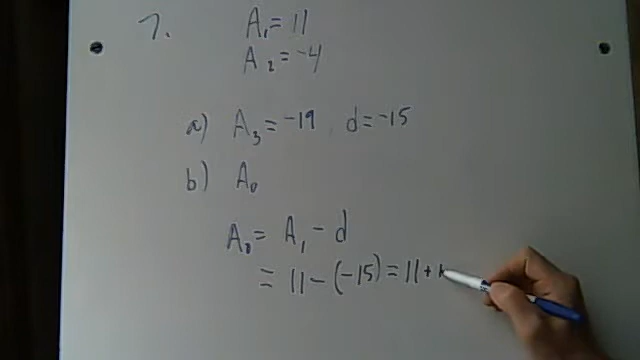 7. A₁ = 11
A₂ = -4
a) A₃ = -19 d = -15
b) A₀
A₀ = A₁ - d
= 11 - (-15) = 11 +